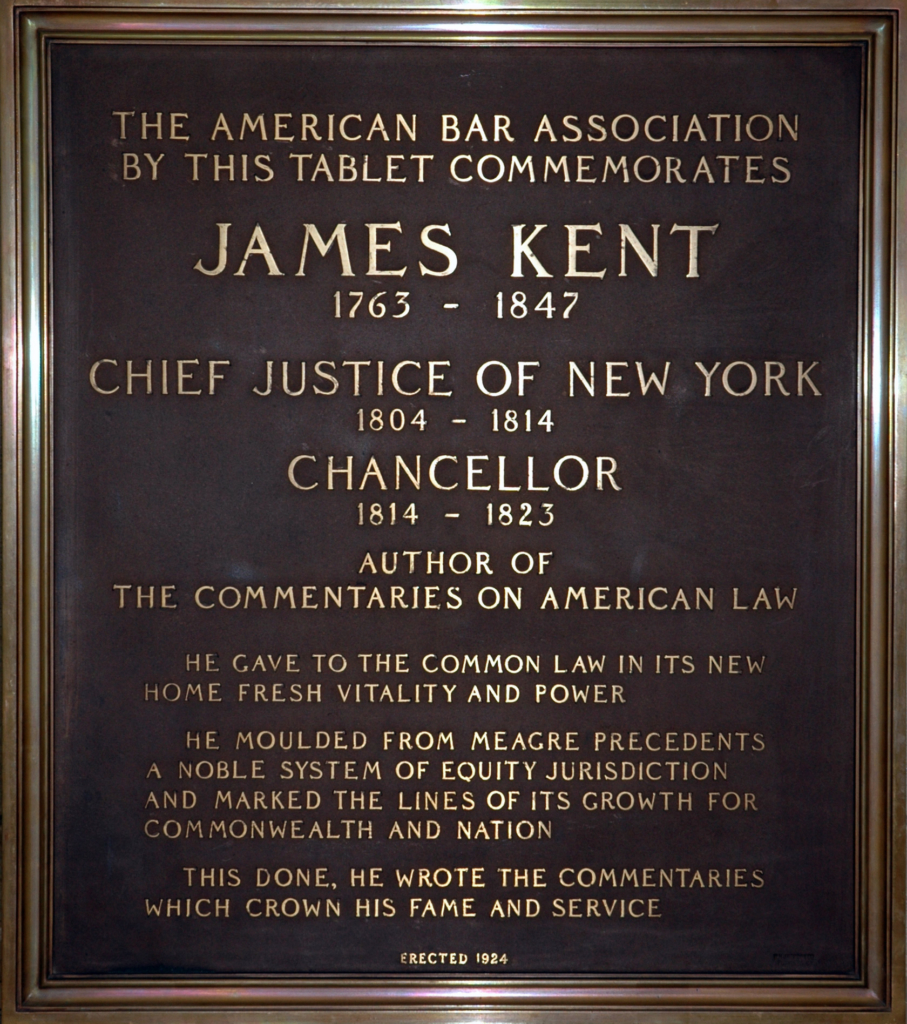 THE AMERICAN BAR ASSOCIATION
BY THIS TABLET COMMEMORATES
JAMES KENT
1763 - 1847
CHIEF JUSTICE OF NEW YORK
1804 - 1814
CHANCELLOR
1814 - 1823
AUTHOR OF
THE COMMENTARIES ON AMERICAN LAW
HE GAVE TO THE COMMON LAW IN ITS NEW
HOME FRESH VITALITY AND POWER
HE MOULDED FROM MEAGRE PRECEDENTS
A NOBLE SYSTEM OF EQUITY JURISDICTION
AND MARKED THE LINES OF ITS GROWTH FOR
COMMONWEALTH AND NATION
THIS DONE, HE WROTE THE COMMENTARIES
WHICH CROWN HIS FAME AND SERVICE
ERECTED 1924